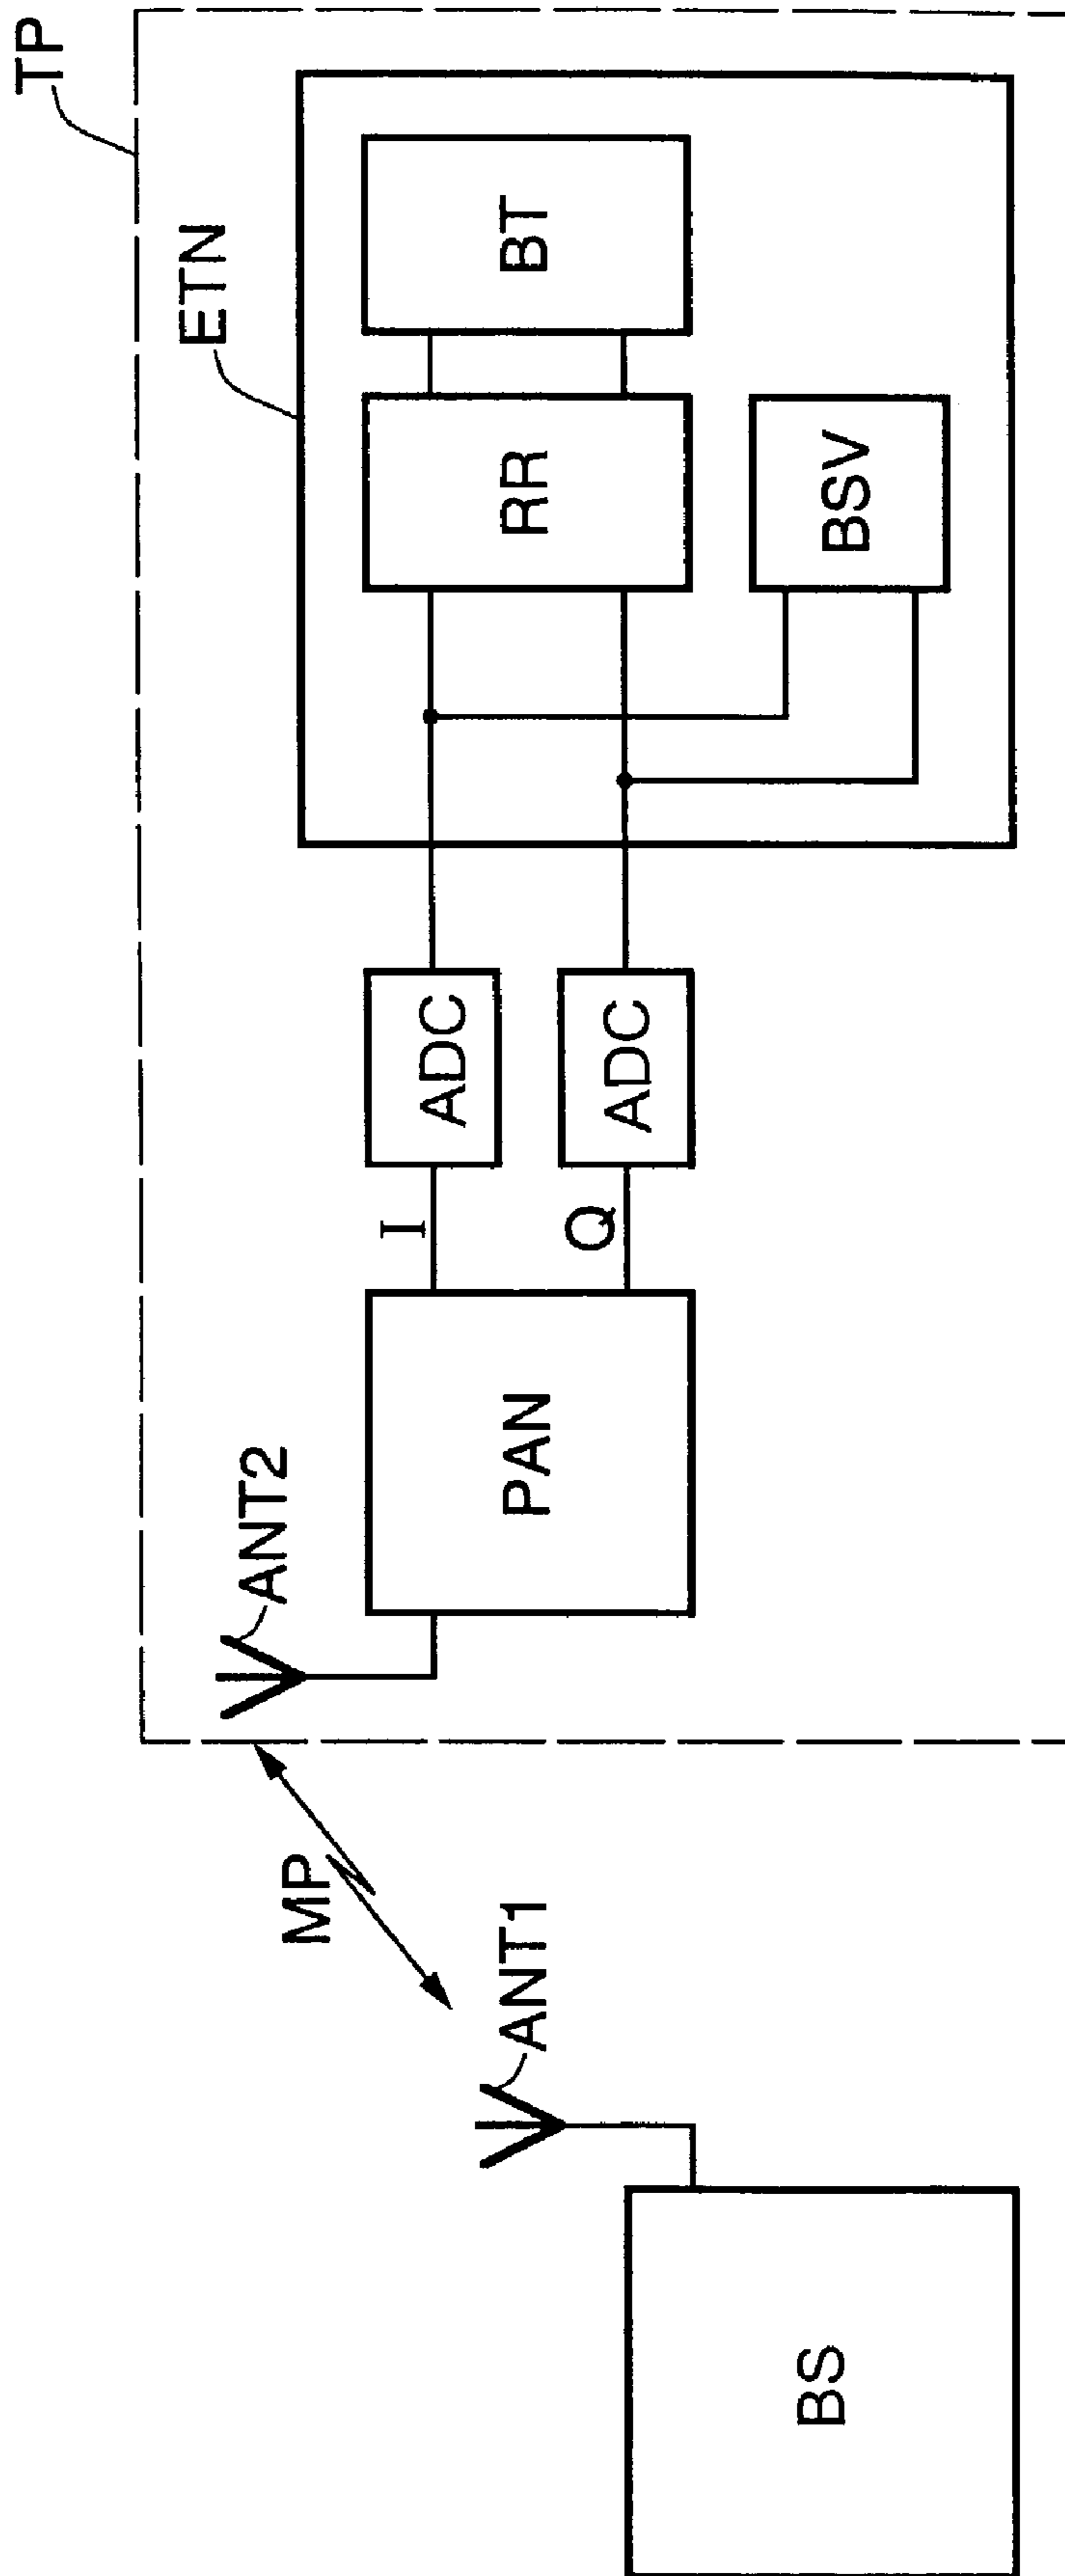 TP
ETN
BT
RR
BSV
ADC
ADC
I
Q
PAN
ANT2
MP
ANT1
BS